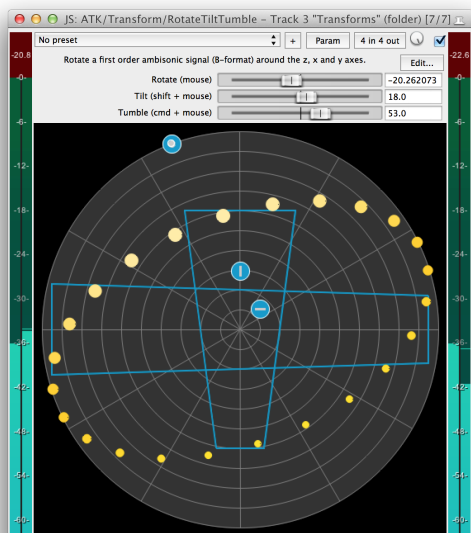 JS: ATK/Transform/RotateTiltTumble – Track 3 "Transforms" (folder) [7/7]
No preset
+
Param
4 in 4 out
Rotate a first order ambisonic signal (B-format) around the z, x and y axes.
Edit...
Rotate (mouse) -20.262073
Tilt (shift + mouse) 18.0
Tumble (cmd + mouse) 53.0
-22.8 -20.6
-0- -0-
-6- -6-
-12- -12-
-18- -18-
-24- -24-
-30- -30-
-36- -36-
-42- -42-
-48- -48-
-54- -54-
-60- -60-